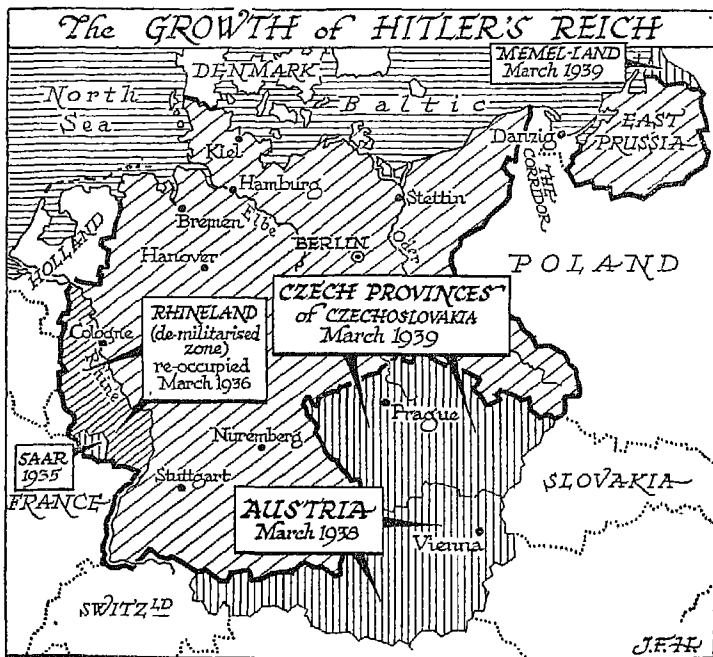 The GROWTH of HITLER'S REICH
MEMEL-LAND
March 1939
DENMARK
North
Sea
Baltic
EAST
PRUSSIA
Danzig
THE
CORRIDOR
Kiel
Hamburg
Stettin
Bremen
Elbe
Oder
HOLLAND
Hanover
BERLIN
POLAND
CZECH PROVINCES
of CZECHOSLOVAKIA
March 1939
RHINELAND
(de-militarised
zone)
re-occupied
March 1936
Cologne
Rhine
Prague
Nuremberg
SAAR
1935
FRANCE
Stuttgart
SLOVAKIA
AUSTRIA
March 1938
Vienna
SWITZLD
J.F.H.